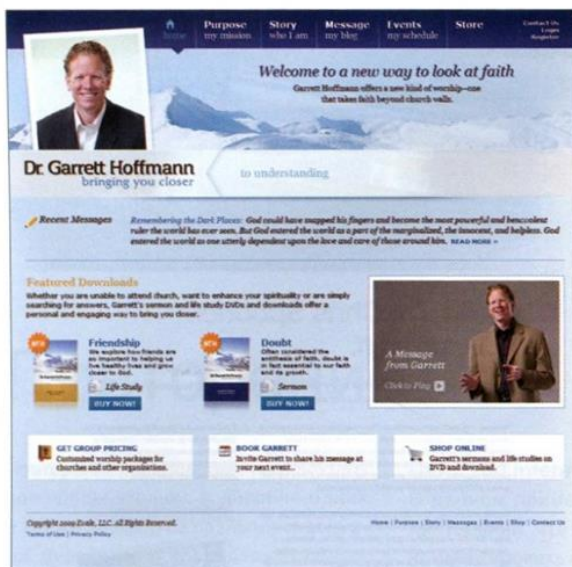 home
Purpose
my mission
Story
who I am
Message
my blog
Events
my schedule
Store
Contact Us
Login
Register
Welcome to a new way to look at faith
Garrett Hoffmann offers a new kind of worship—one
that takes faith beyond church walls.
Dr. Garrett Hoffmann
bringing you closer
to understanding
Recent Messages
Remembering the Dark Places: God could have snapped his fingers and become the most powerful and benevolent
ruler the world has ever seen. But God entered the world as a part of the marginalized, the innocent, and helpless. God
entered the world as one utterly dependent upon the love and care of those around him. READ MORE »
Featured Downloads
Whether you are unable to attend church, want to enhance your spirituality or are simply
searching for answers, Garrett's sermon and life study DVDs and downloads offer a
personal and engaging way to bring you closer.
NEW
Friendship
We explore how friends are
so important to helping us
live healthy lives and grow
closer to God.
Life Study
BUY NOW!
NEW
Doubt
Often considered the
antithesis of faith, doubt is
in fact essential to our faith
and its growth.
Sermon
BUY NOW!
A Message
from Garrett
Click to Play
GET GROUP PRICING
Customized worship packages for
churches and other organizations.
BOOK GARRETT
Invite Garrett to share his message at
your next event..
SHOP ONLINE
Garrett's sermons and life studies on
DVD and download.
Copyright 2009 LLC. All Rights Reserved.
Terms of Use | Privacy Policy
Home | Purpose | Story | Messages | Events | Shop | Contact Us